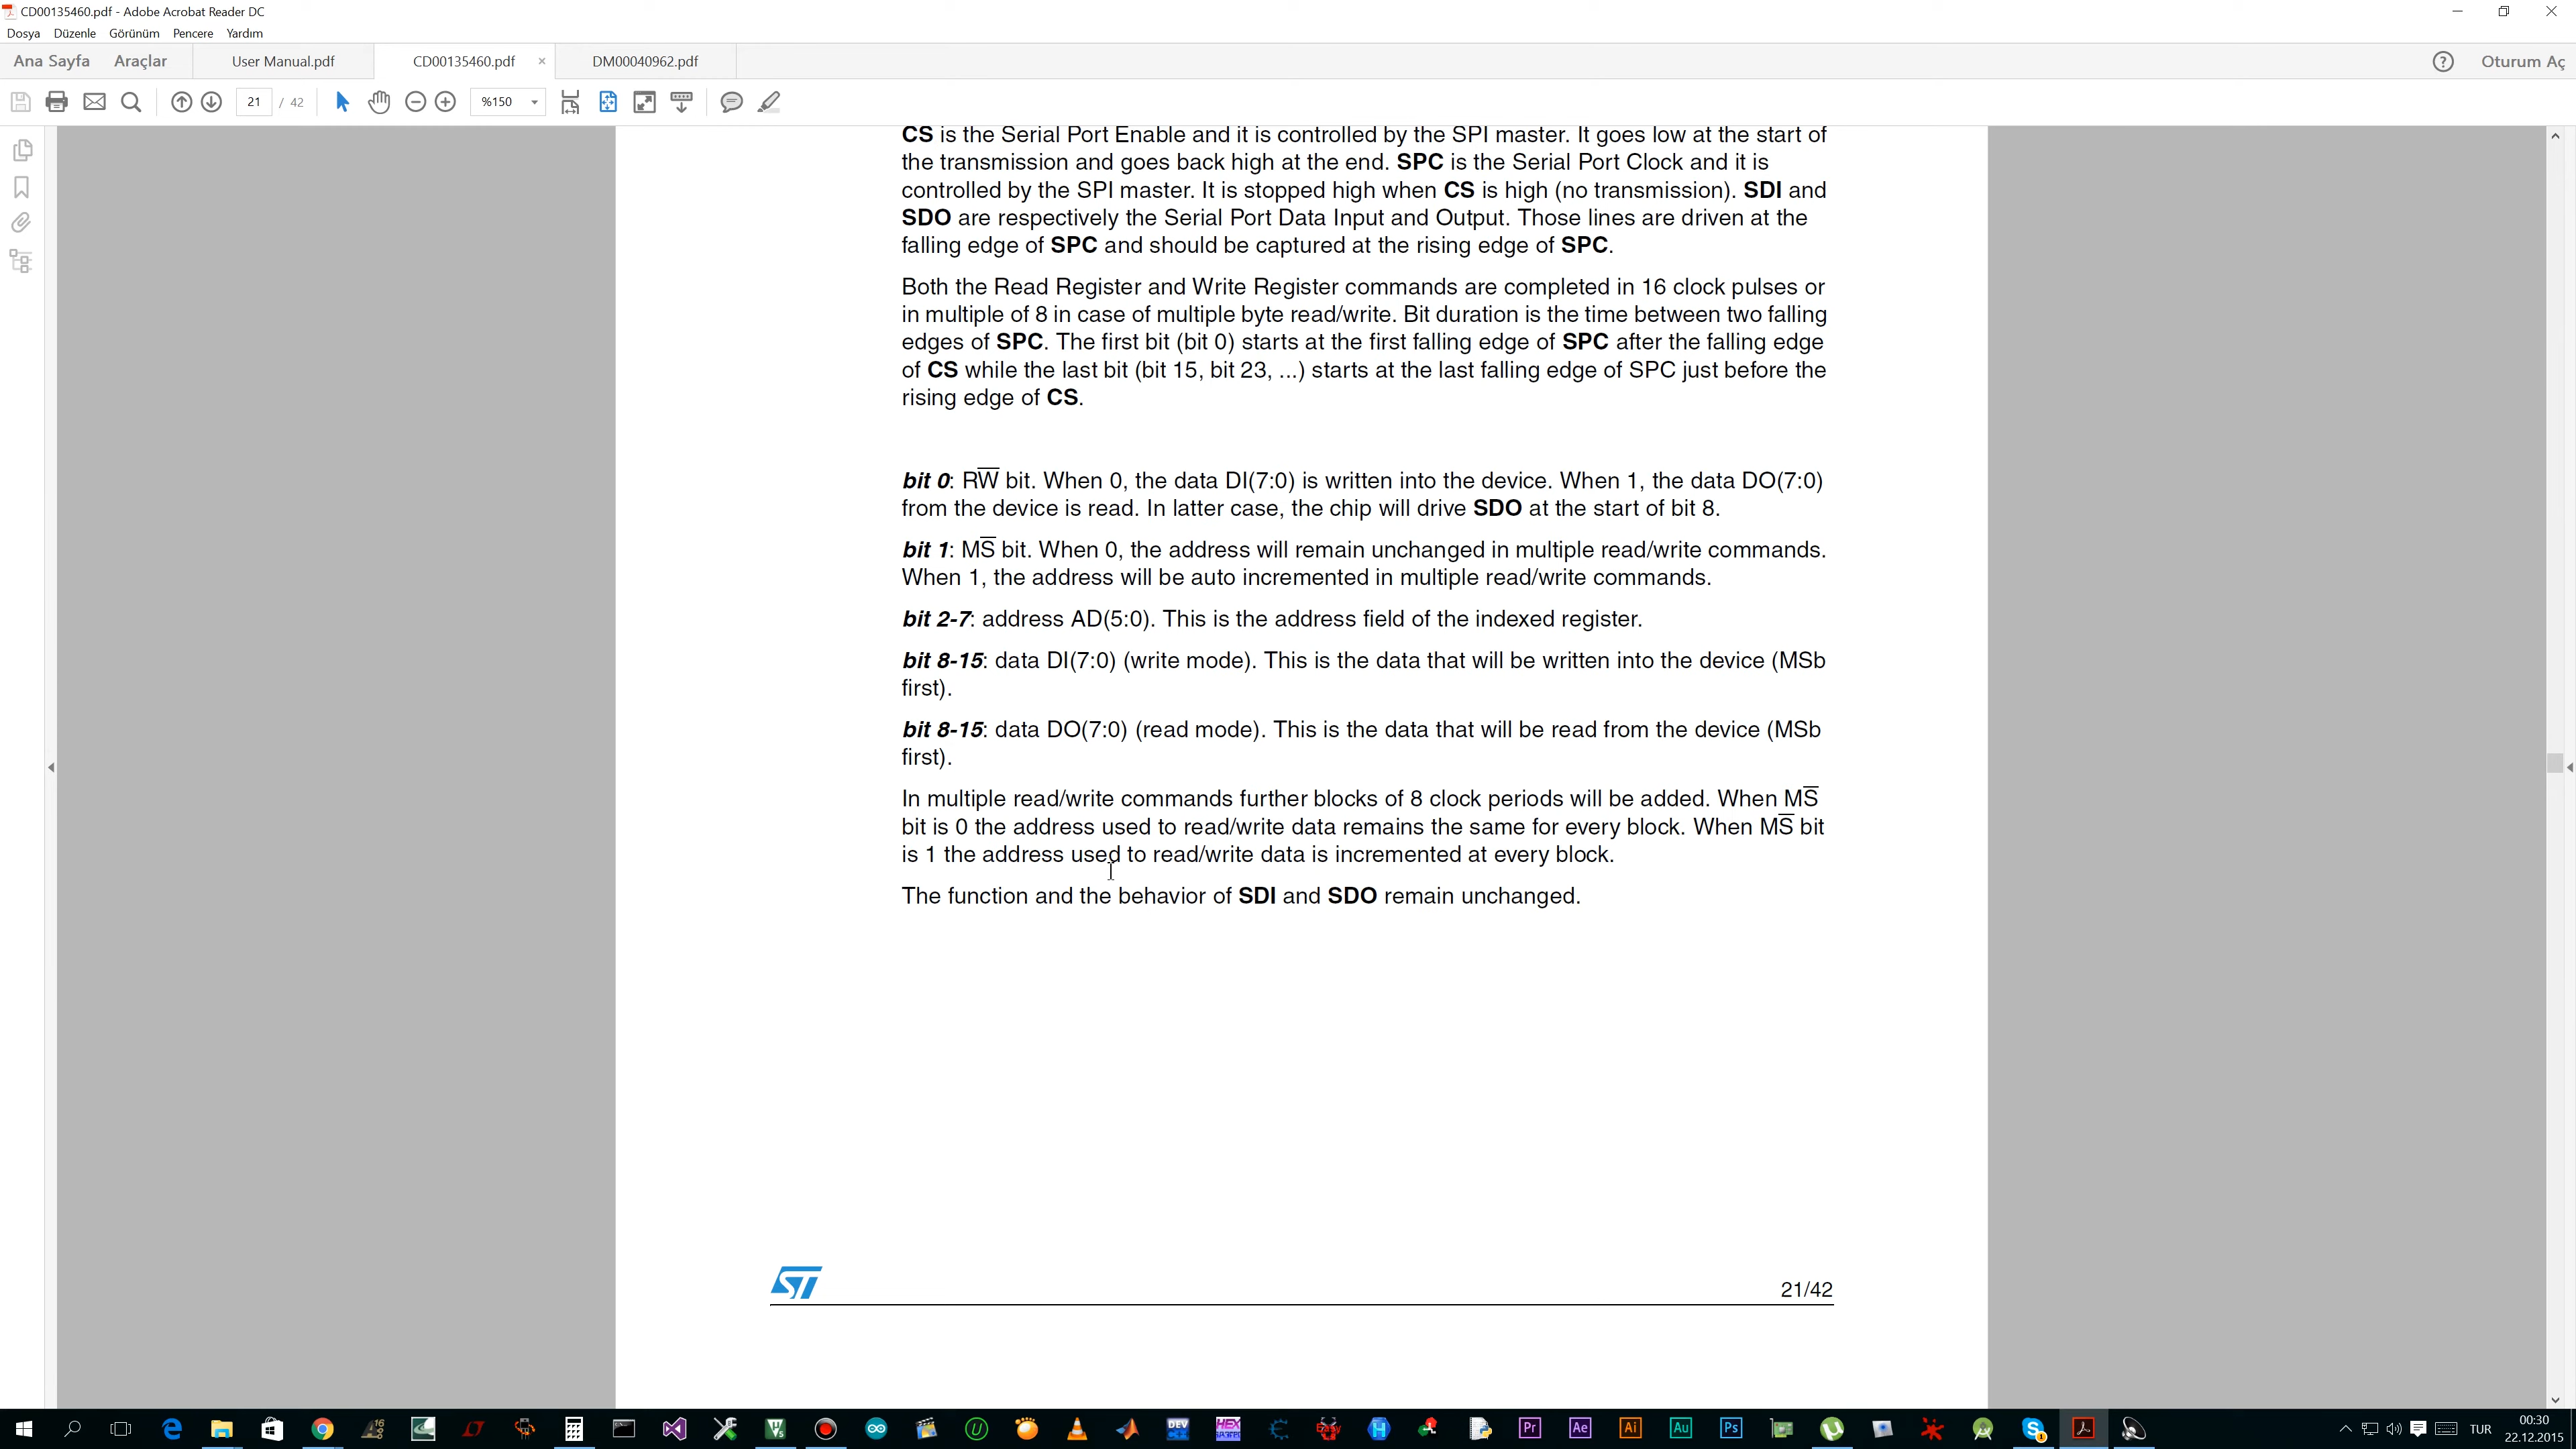 CD00135460.pdf - Adobe Acrobat Reader DC
Dosya Düzenle Görünüm Pencere Yardım
Ana Sayfa Araçlar User Manual.pdf CD00135460.pdf × DM00040962.pdf ? Oturum Aç
21 / 42 %150
CS is the Serial Port Enable and it is controlled by the SPI master. It goes low at the start of
the transmission and goes back high at the end. SPC is the Serial Port Clock and it is
controlled by the SPI master. It is stopped high when CS is high (no transmission). SDI and
SDO are respectively the Serial Port Data Input and Output. Those lines are driven at the
falling edge of SPC and should be captured at the rising edge of SPC.
Both the Read Register and Write Register commands are completed in 16 clock pulses or
in multiple of 8 in case of multiple byte read/write. Bit duration is the time between two falling
edges of SPC. The first bit (bit 0) starts at the first falling edge of SPC after the falling edge
of CS while the last bit (bit 15, bit 23, ...) starts at the last falling edge of SPC just before the
rising edge of CS.
bit 0: RW̅ bit. When 0, the data DI(7:0) is written into the device. When 1, the data DO(7:0)
from the device is read. In latter case, the chip will drive SDO at the start of bit 8.
bit 1: MS̅ bit. When 0, the address will remain unchanged in multiple read/write commands.
When 1, the address will be auto incremented in multiple read/write commands.
bit 2-7: address AD(5:0). This is the address field of the indexed register.
bit 8-15: data DI(7:0) (write mode). This is the data that will be written into the device (MSb
first).
bit 8-15: data DO(7:0) (read mode). This is the data that will be read from the device (MSb
first).
In multiple read/write commands further blocks of 8 clock periods will be added. When MS̅
bit is 0 the address used to read/write data remains the same for every block. When MS̅ bit
is 1 the address used to read/write data is incremented at every block.
The function and the behavior of SDI and SDO remain unchanged.
ST 21/42
DEV HEX Pr Ae Ai Au Ps TUR 00:30
22.12.2015